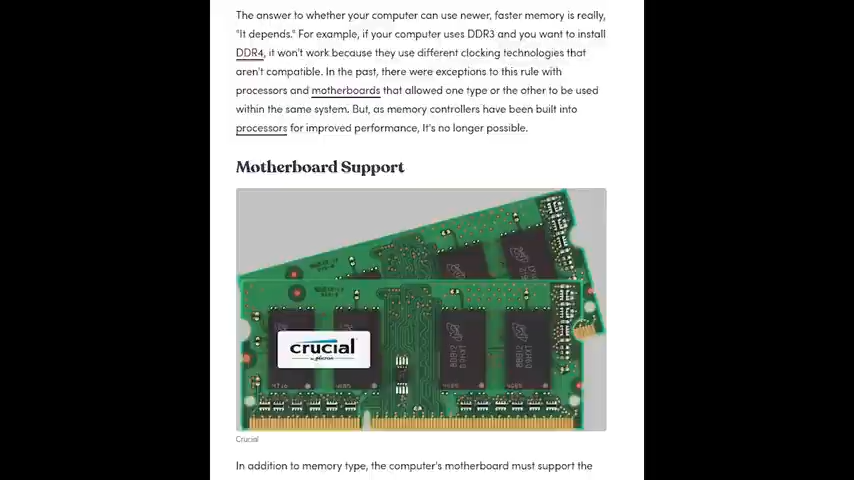 The answer to whether your computer can use newer, faster memory is really,
"It depends." For example, if your computer uses DDR3 and you want to install
DDR4, it won't work because they use different clocking technologies that
aren't compatible. In the past, there were exceptions to this rule with
processors and motherboards that allowed one type or the other to be used
within the same system. But, as memory controllers have been built into
processors for improved performance, It's no longer possible.
Motherboard Support
crucial
by micron
Crucial
In addition to memory type, the computer's motherboard must support the